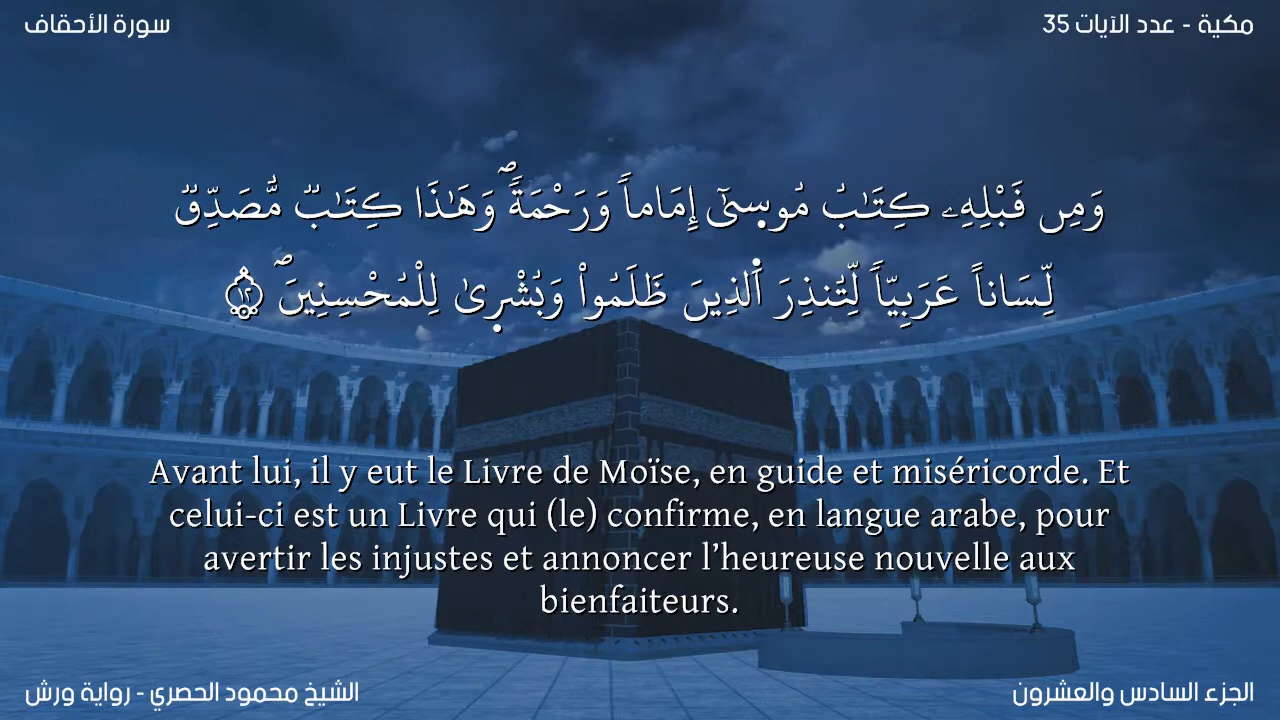 سورة الأحقاف
مكية - عدد الآيات 35
وَمِن قَبْلِهِۦ كِتَٰبُ مُوسۭيٰٓ إِمَاماٗ وَرَحْمَةٗۖ وَهَٰذَا كِتَٰبٞ مُّصَدِّقٞ
لِّسَاناً عَرَبِيّاٗ لِّتُنذِرَ اَ۬لذِينَ ظَلَمُواْ وَبُشْر۪يٰ لِلْمُحْسِنِينَۖ ١٢
Avant lui, il y eut le Livre de Moïse, en guide et miséricorde. Et
celui-ci est un Livre qui (le) confirme, en langue arabe, pour
avertir les injustes et annoncer l’heureuse nouvelle aux
bienfaiteurs.
الشيخ محمود الحصري - رواية ورش
الجزء السادس والعشرون